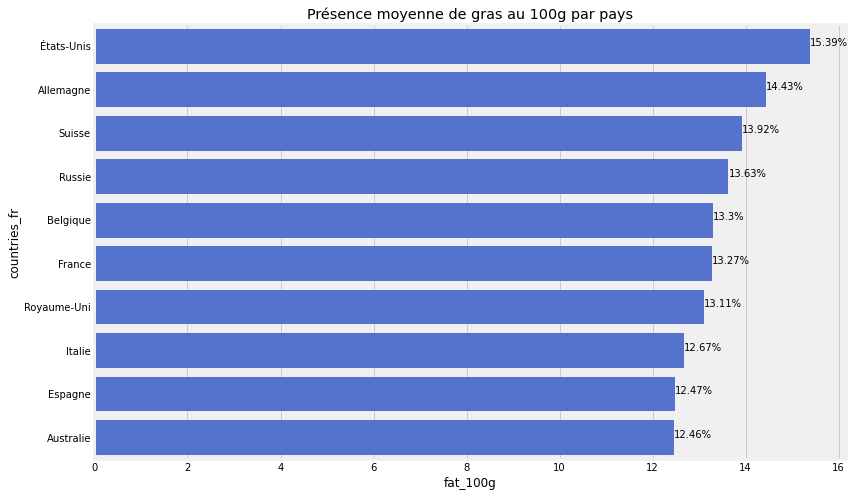 Présence moyenne de gras au 100g par pays
États-Unis 15.39%
Allemagne 14.43%
Suisse 13.92%
Russie 13.63%
Belgique 13.3%
France 13.27%
Royaume-Uni 13.11%
Italie 12.67%
Espagne 12.47%
Australie 12.46%
countries_fr
0 2 4 6 8 10 12 14 16
fat_100g